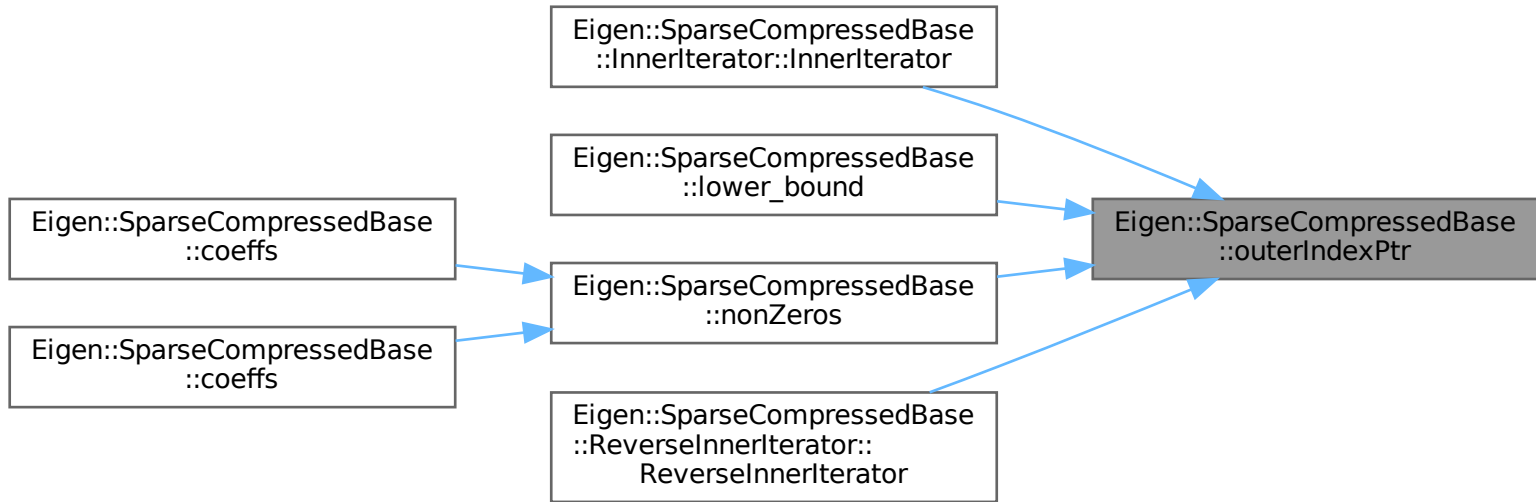 Eigen::SparseCompressedBase
::InnerIterator::InnerIterator
Eigen::SparseCompressedBase
::lower_bound
Eigen::SparseCompressedBase
::coeffs
Eigen::SparseCompressedBase
::outerIndexPtr
Eigen::SparseCompressedBase
::nonZeros
Eigen::SparseCompressedBase
::coeffs
Eigen::SparseCompressedBase
::ReverseInnerIterator::
ReverseInnerIterator